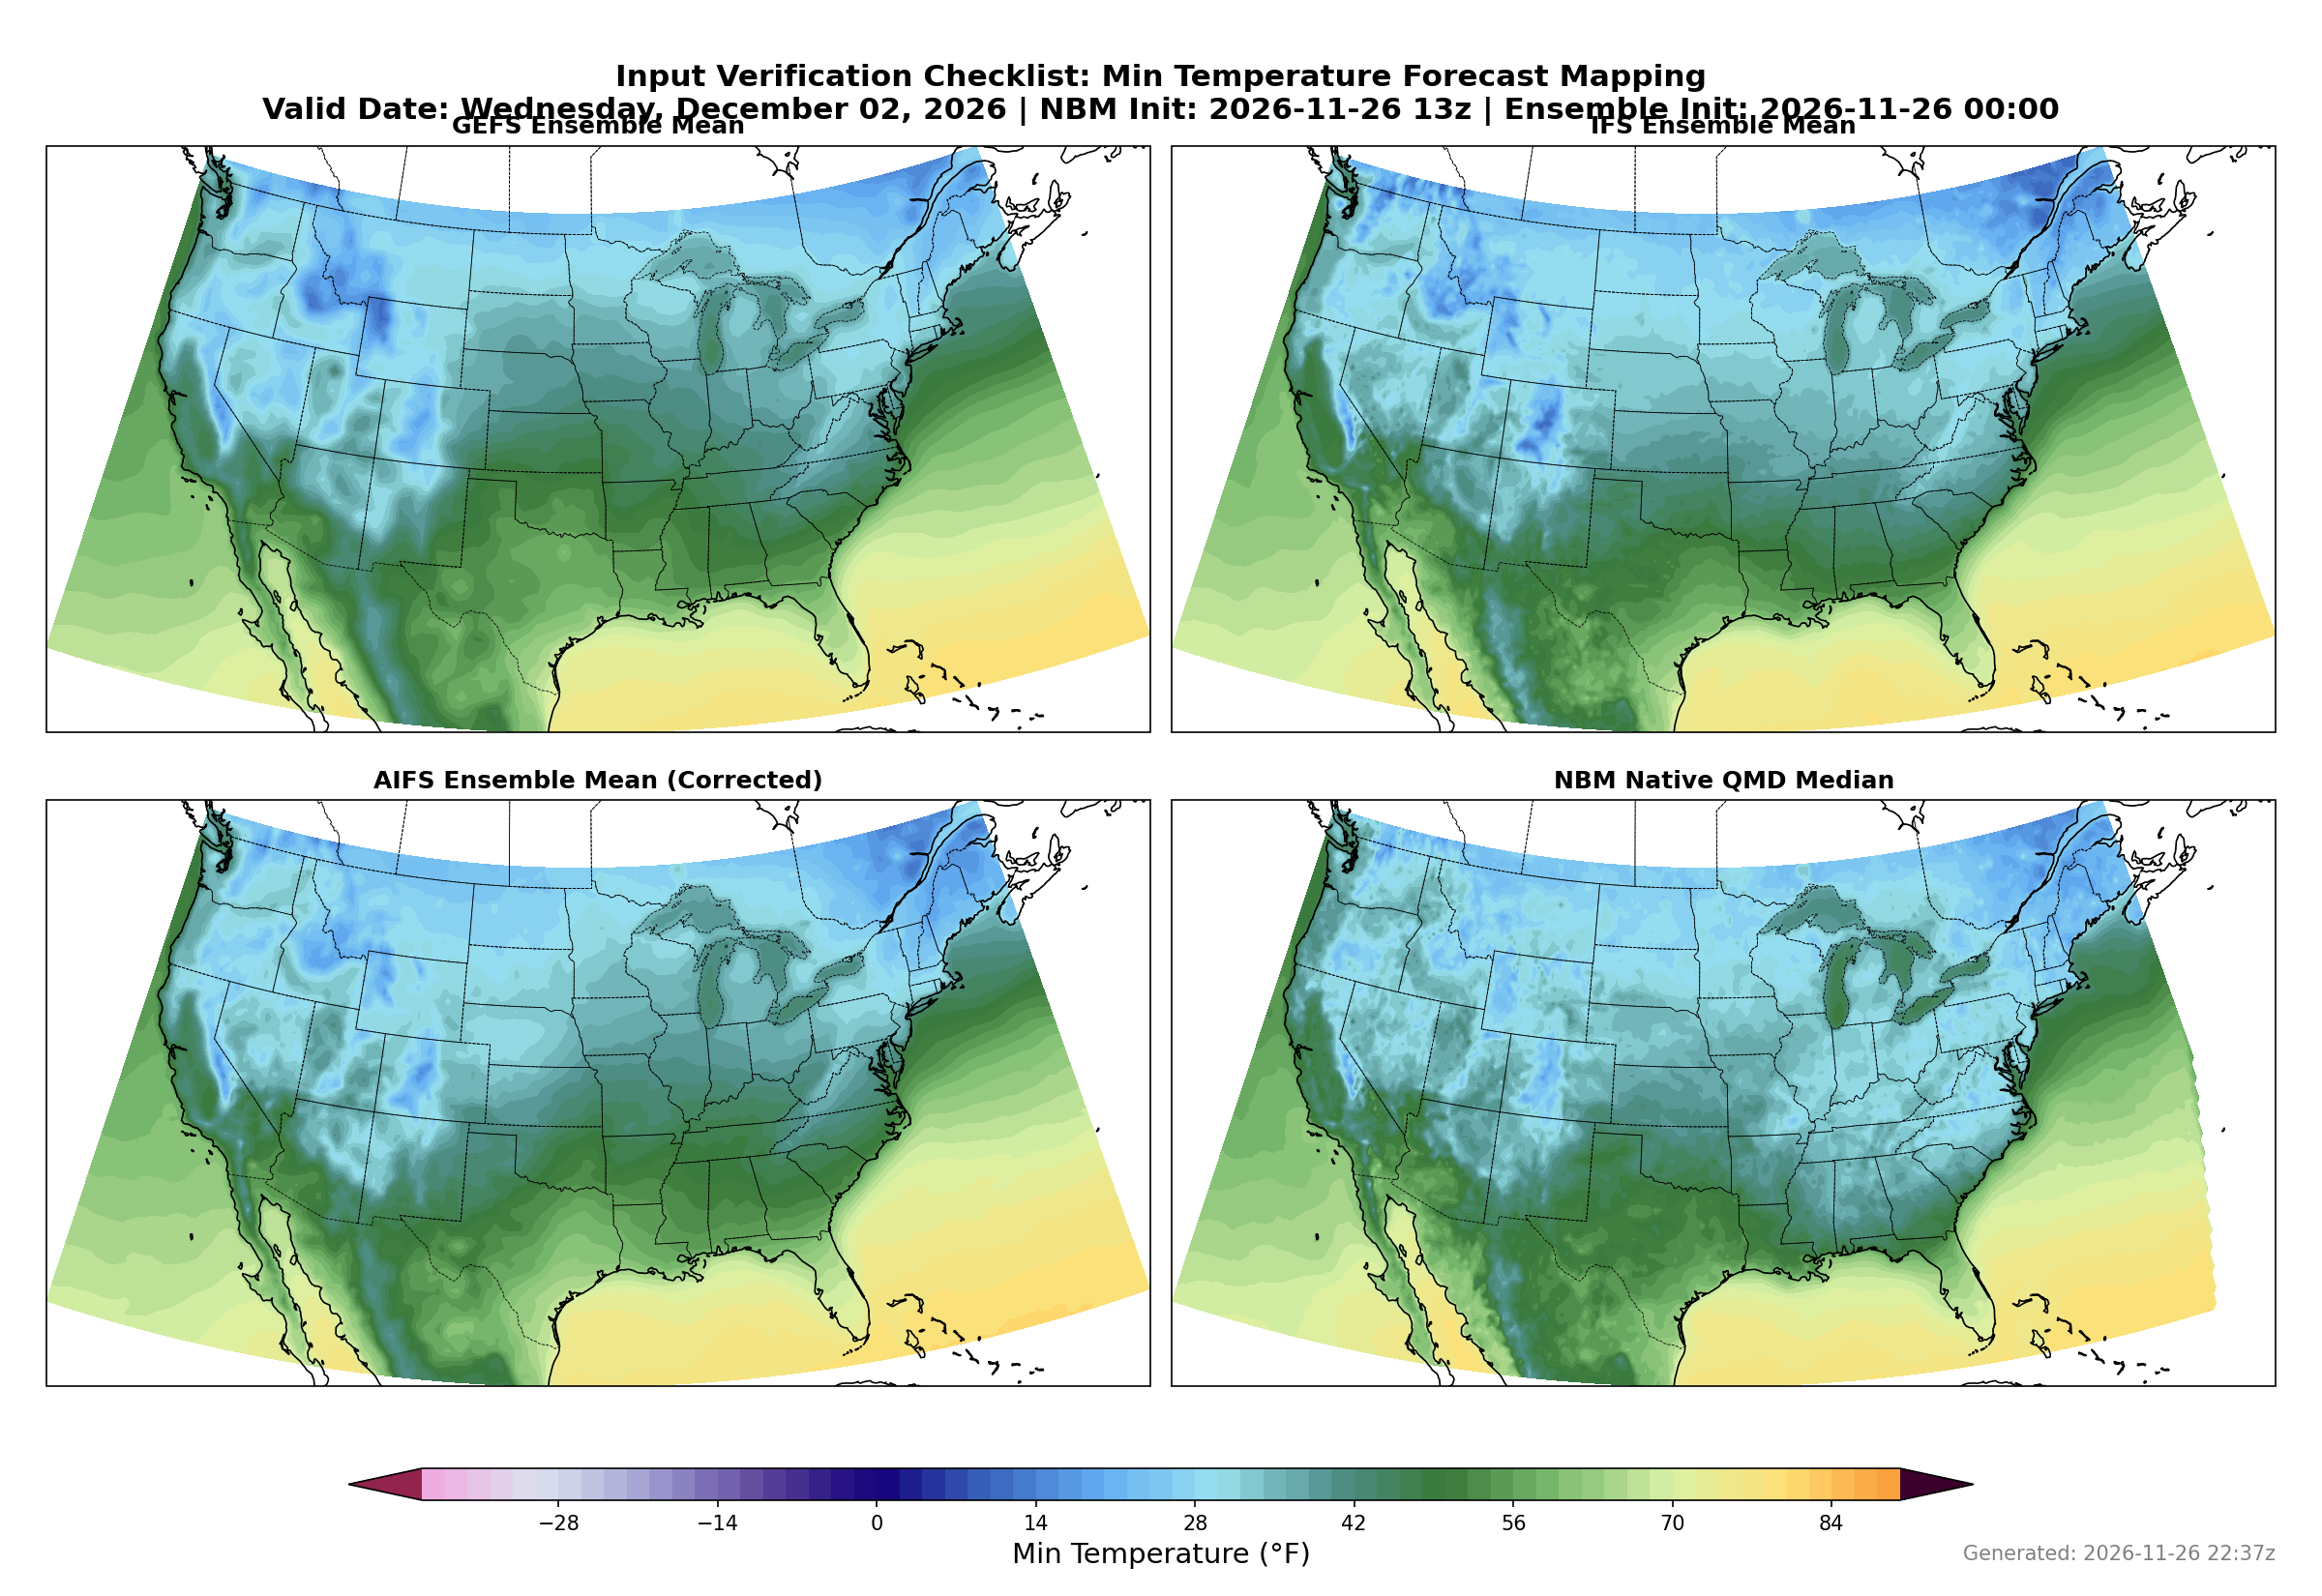 Input Verification Checklist: Min Temperature Forecast Mapping
Valid Date: Wednesday, December 02, 2026 | NBM Init: 2026-11-26 13z | Ensemble Init: 2026-11-26 00:00
GEFS Ensemble Mean
IFS Ensemble Mean
AIFS Ensemble Mean (Corrected)
NBM Native QMD Median
−28 −14 0 14 28 42 56 70 84
Min Temperature (°F)
Generated: 2026-11-26 22:37z